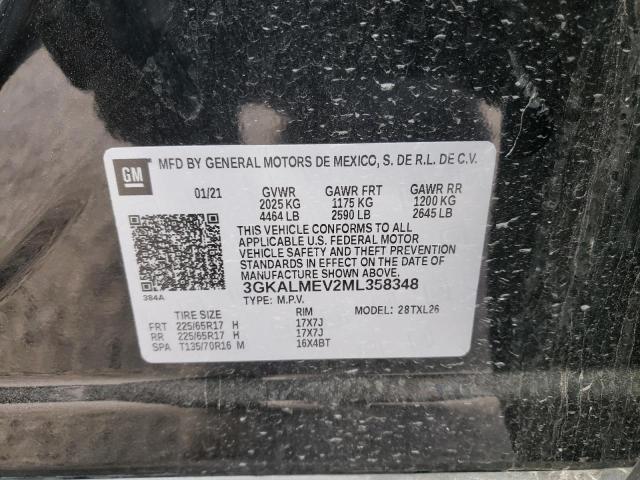 GM MFD BY GENERAL MOTORS DE MEXICO, S. DE R.L. DE C.V.
01/21 GVWR GAWR FRT GAWR RR
2025 KG 1175 KG 1200 KG
4464 LB 2590 LB 2645 LB
THIS VEHICLE CONFORMS TO ALL
APPLICABLE U.S. FEDERAL MOTOR
VEHICLE SAFETY AND THEFT PREVENTION
STANDARDS IN EFFECT ON THE DATE OF
MANUFACTURE SHOWN ABOVE.
384A 3GKALMEV2ML358348
TYPE: M.P.V. MODEL: 28TXL26
TIRE SIZE RIM
FRT 225/65R17 H 17X7J
RR 225/65R17 H 17X7J
SPA T135/70R16 M 16X4BT